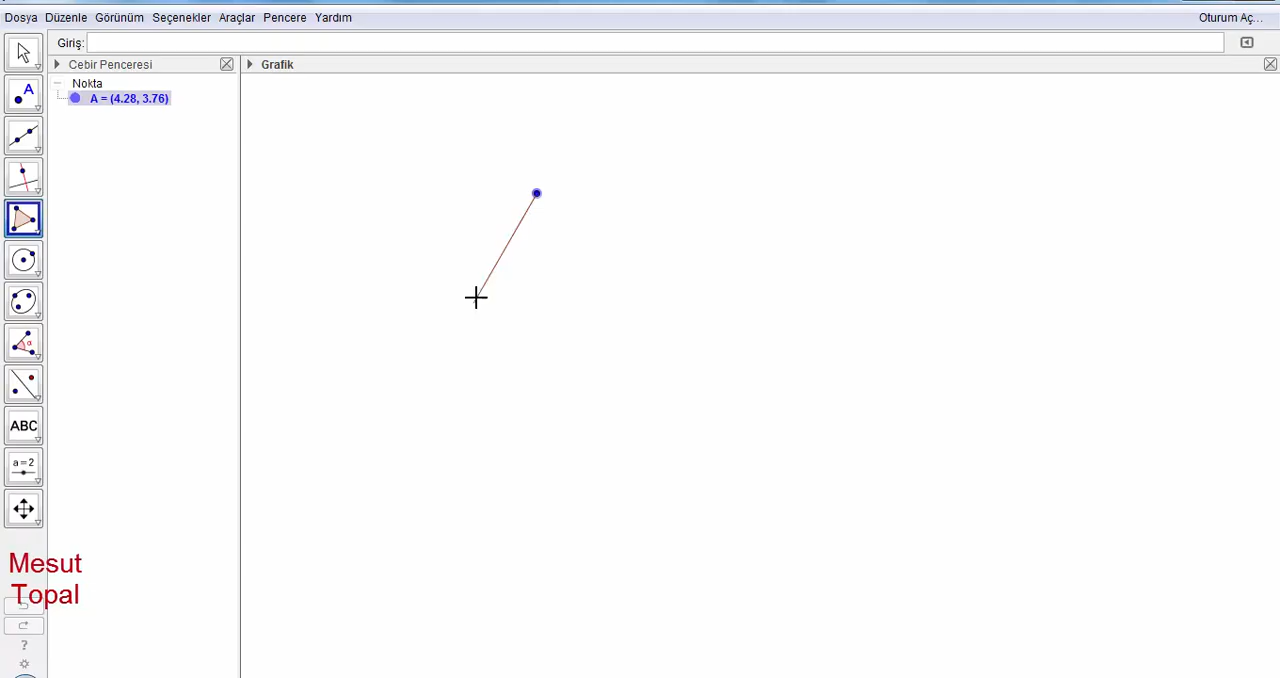 Dosya Düzenle Görünüm Seçenekler Araçlar Pencere Yardım Oturum Aç...
Giriş:
Cebir Penceresi
Grafik
Nokta
A = (4.28, 3.76)
A
α
ABC
a=2
Mesut
Topal
?